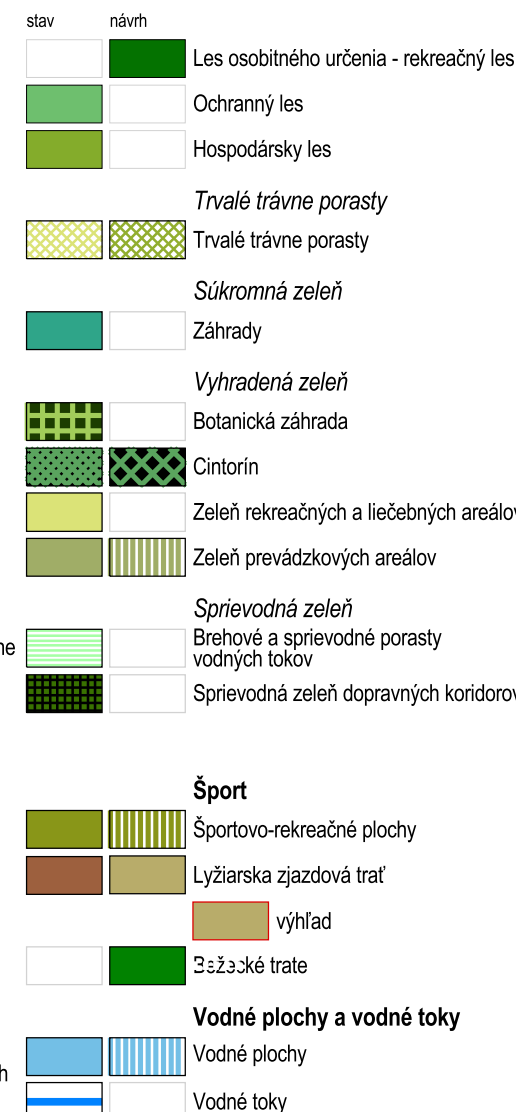 stav návrh
Les osobitného určenia - rekreačný les
Ochranný les
Hospodársky les
Trvalé trávne porasty
Trvalé trávne porasty
Súkromná zeleň
Záhrady
Vyhradená zeleň
Botanická záhrada
Cintorín
Zeleň rekreačných a liečebných areálov
Zeleň prevádzkových areálov
Sprievodná zeleň
Brehové a sprievodné porasty
vodných tokov
Sprievodná zeleň dopravných koridorov
Šport
Športovo-rekreačné plochy
Lyžiarska zjazdová trať
výhľad
Bežecké trate
Vodné plochy a vodné toky
Vodné plochy
Vodné toky